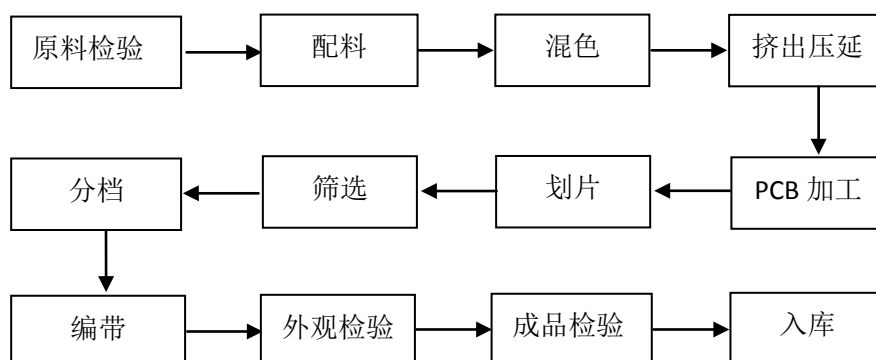 原料检验
配料
混色
挤出压延
PCB 加工
划片
筛选
分档
编带
外观检验
成品检验
入库